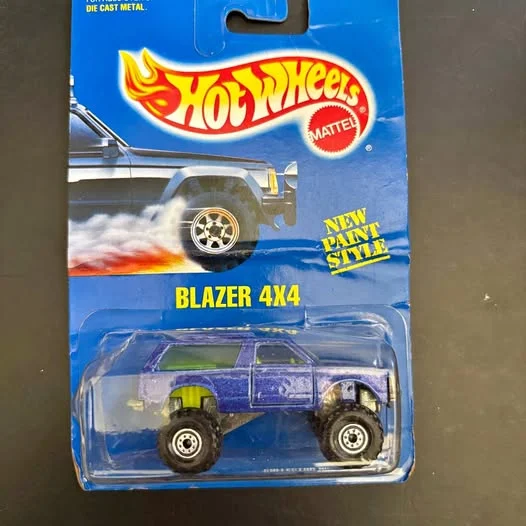 DIE CAST METAL.
HOT WHEELS®
MATTEL
®
NEW
PAINT
STYLE
BLAZER 4X4